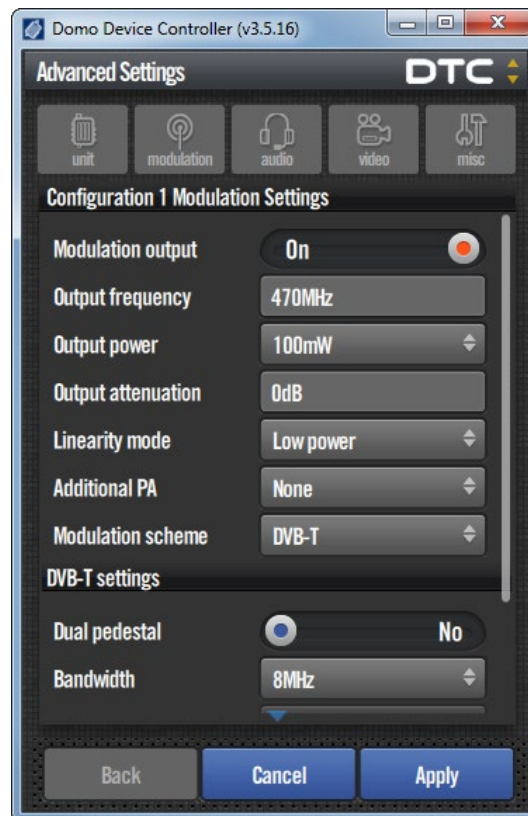 Domo Device Controller (v3.5.16)
Advanced Settings DTC
unit modulation audio video misc
Configuration 1 Modulation Settings
Modulation output On
Output frequency 470MHz
Output power 100mW
Output attenuation 0dB
Linearity mode Low power
Additional PA None
Modulation scheme DVB-T
DVB-T settings
Dual pedestal No
Bandwidth 8MHz
Back Cancel Apply